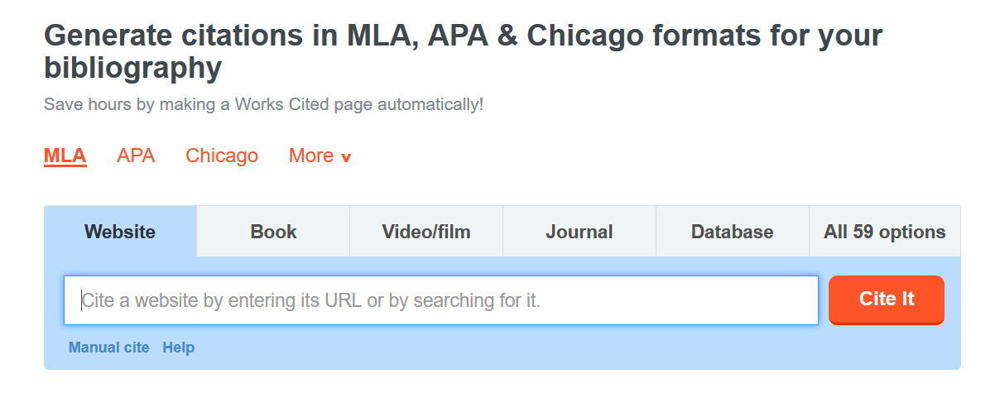 Generate citations in MLA, APA & Chicago formats for your
bibliography
Save hours by making a Works Cited page automatically!
MLA APA Chicago More v
Website Book Video/film Journal Database All 59 options
Cite a website by entering its URL or by searching for it. Cite It
Manual cite Help